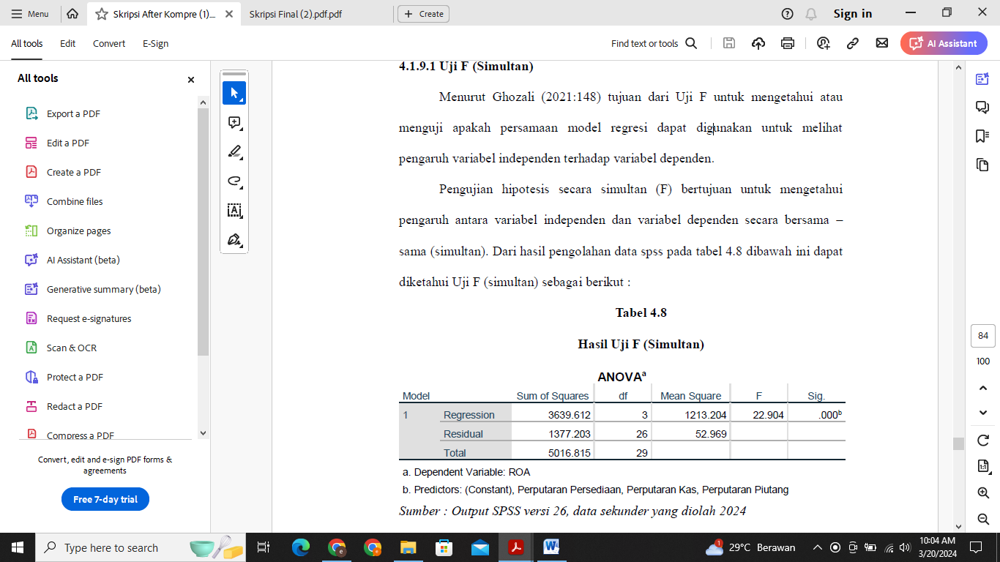 Menu
Skripsi After Kompre (1)....
Skripsi Final (2).pdf.pdf
Create
Sign in
All tools
Edit
Convert
E-Sign
Find text or tools
AI Assistant
All tools
Export a PDF
Edit a PDF
Create a PDF
Combine files
Organize pages
AI Assistant (beta)
Generative summary (beta)
Request e-signatures
Scan & OCR
Protect a PDF
Redact a PDF
Compress a PDF
Convert, edit and e-sign PDF forms &
agreements
Free 7-day trial
4.1.9.1 Uji F (Simultan)
Menurut Ghozali (2021:148) tujuan dari Uji F untuk mengetahui atau
menguji apakah persamaan model regresi dapat digunakan untuk melihat
pengaruh variabel independen terhadap variabel dependen.
Pengujian hipotesis secara simultan (F) bertujuan untuk mengetahui
pengaruh antara variabel independen dan variabel dependen secara bersama –
sama (simultan). Dari hasil pengolahan data spss pada tabel 4.8 dibawah ini dapat
diketahui Uji F (simultan) sebagai berikut :
Tabel 4.8
Hasil Uji F (Simultan)
ANOVAa
Model Sum of Squares df Mean Square F Sig.
1 Regression 3639.612 3 1213.204 22.904 .000b
Residual 1377.203 26 52.969
Total 5016.815 29
a. Dependent Variable: ROA
b. Predictors: (Constant), Perputaran Persediaan, Perputaran Kas, Perputaran Piutang
Sumber : Output SPSS versi 26, data sekunder yang diolah 2024
84
100
1:1
Type here to search
1
29°C Berawan
10:04 AM
3/20/2024